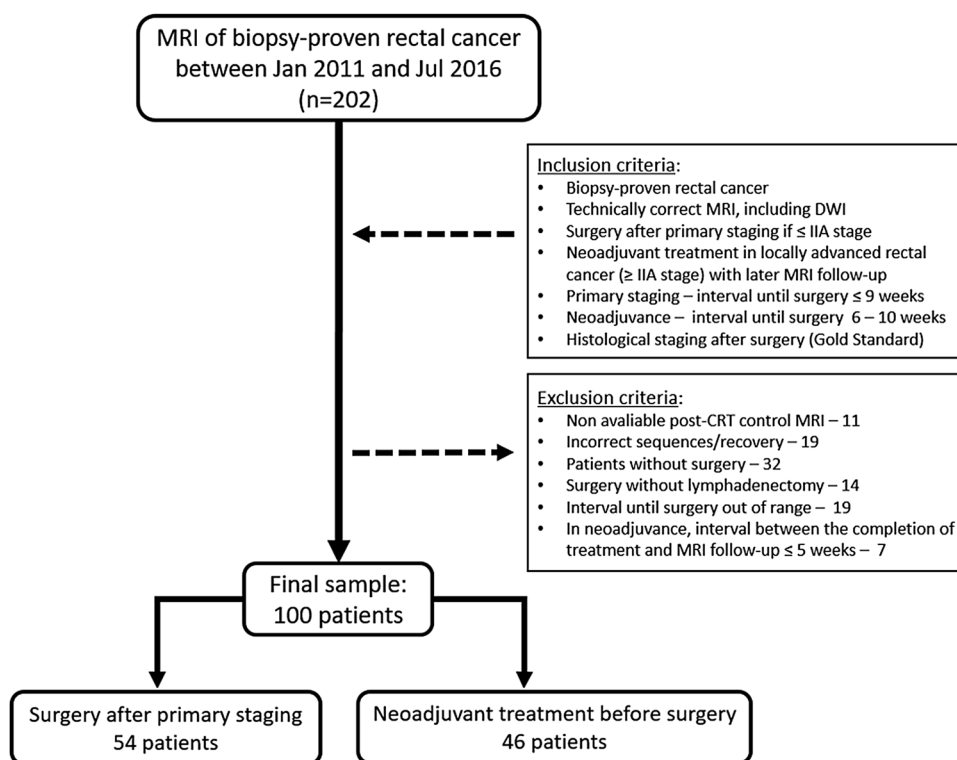 MRI of biopsy-proven rectal cancer
between Jan 2011 and Jul 2016
(n=202)
Inclusion criteria:
• Biopsy-proven rectal cancer
• Technically correct MRI, including DWI
• Surgery after primary staging if ≤ IIA stage
• Neoadjuvant treatment in locally advanced rectal
cancer (≥ IIA stage) with later MRI follow-up
• Primary staging – interval until surgery ≤ 9 weeks
• Neoadjuvance – interval until surgery 6 – 10 weeks
• Histological staging after surgery (Gold Standard)
Exclusion criteria:
• Non avaliable post-CRT control MRI – 11
• Incorrect sequences/recovery – 19
• Patients without surgery – 32
• Surgery without lymphadenectomy – 14
• Interval until surgery out of range – 19
• In neoadjuvance, interval between the completion of
treatment and MRI follow-up ≤ 5 weeks – 7
Final sample:
100 patients
Surgery after primary staging
54 patients
Neoadjuvant treatment before surgery
46 patients